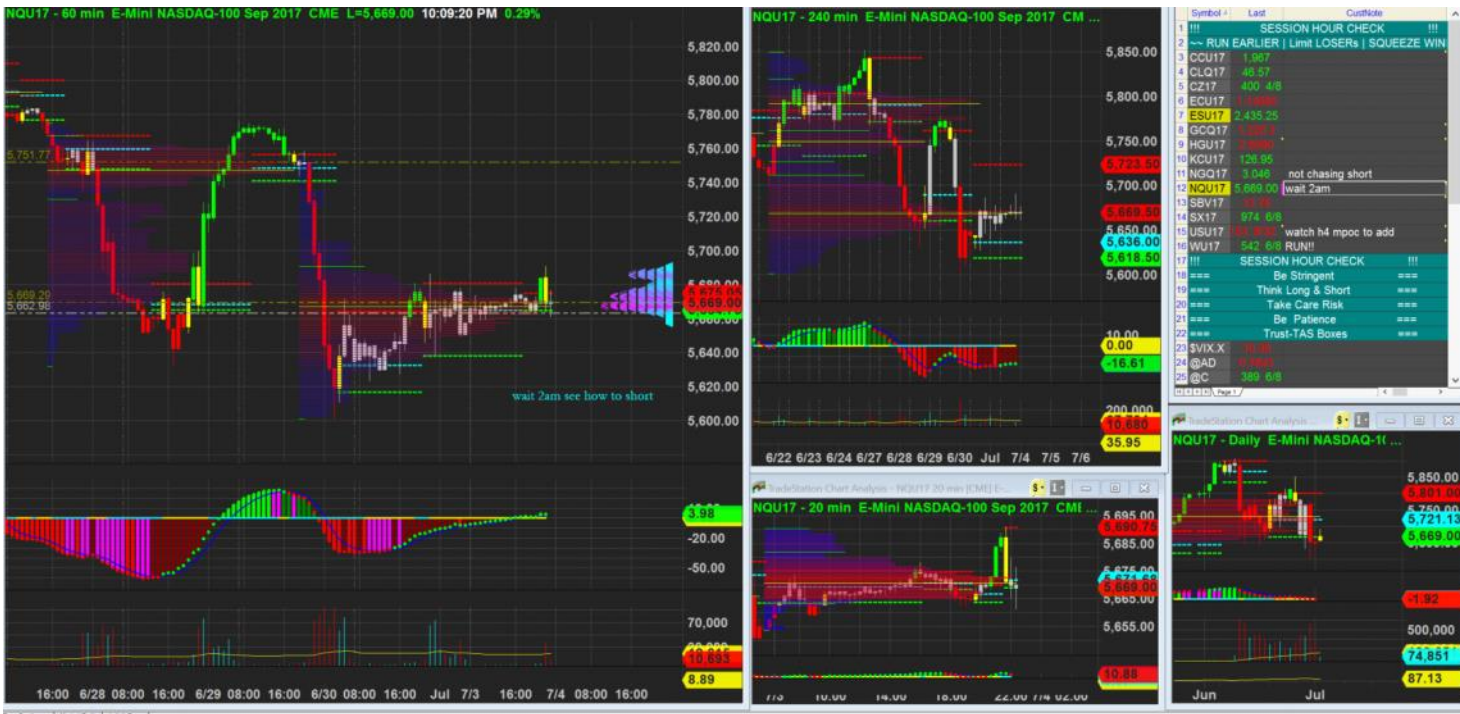 NQU17 - 60 min E-Mini NASDAQ-100 Sep 2017 CME L=5,669.00 10:09:20 PM 0.29%
5,820.00
5,800.00
5,780.00
5,760.00
5,740.00
5,720.00
5,700.00
5,680.00
5,669.00
5,660.00
5,640.00
5,620.00
5,600.00
5,751.77
5,669.29
5,662.98
wait 2am see how to short
3.98
-20.00
-50.00
70,000
10,693
8.89
16:00 6/28 08:00 16:00 6/29 08:00 16:00 6/30 08:00 16:00 Jul 7/3 16:00 7/4 08:00 16:00
NQU17 - 240 min E-Mini NASDAQ-100 Sep 2017 CM ...
5,850.00
5,800.00
5,750.00
5,723.50
5,700.00
5,669.50
5,650.00
5,636.00
5,618.50
5,600.00
10.00
0.00
-16.61
200,000
10,680
35.95
6/22 6/23 6/24 6/27 6/28 6/29 6/30 Jul 7/4 7/5 7/6
TradeStation Chart Analysis - NQU17 20 min [CME] E-...
NQU17 - 20 min E-Mini NASDAQ-100 Sep 2017 CME ...
5,695.00
5,690.75
5,685.00
5,675.00
5,669.00
5,665.00
5,655.00
10.88
7/3 10:00 14:00 18:00 22:00 7/4 02:00
Symbol Last CustNote
1 !!! SESSION HOUR CHECK !!!
2 ~~ RUN EARLIER | Limit LOSERs | SQUEEZE WIN
3 CCU17 1,967
4 CLQ17 46.57
5 CZ17 400 4/8
6 ECU17
7 ESU17 2,435.25
8 GCQ17
9 HGU17
10 KCU17 126.95
11 NGQ17 3.046 not chasing short
12 NQU17 5,669.00 wait 2am
13 SBV17
14 SX17 974 6/8
15 USU17 watch h4 mpoc to add
16 WU17 542 6/8 RUN!!
17 !!! SESSION HOUR CHECK !!!
18 === Be Stringent ===
19 === Think Long & Short ===
20 === Take Care Risk ===
21 === Be Patience ===
22 === Trust-TAS Boxes ===
23 $VIX.X
24 @AD
25 @C 389 6/8
Page 1
TradeStation Chart Analysis ...
NQU17 - Daily E-Mini NASDAQ-1( ...
5,850.00
5,801.00
5,750.00
5,721.13
5,669.00
-1.92
500,000
74,851
87.13
Jun Jul